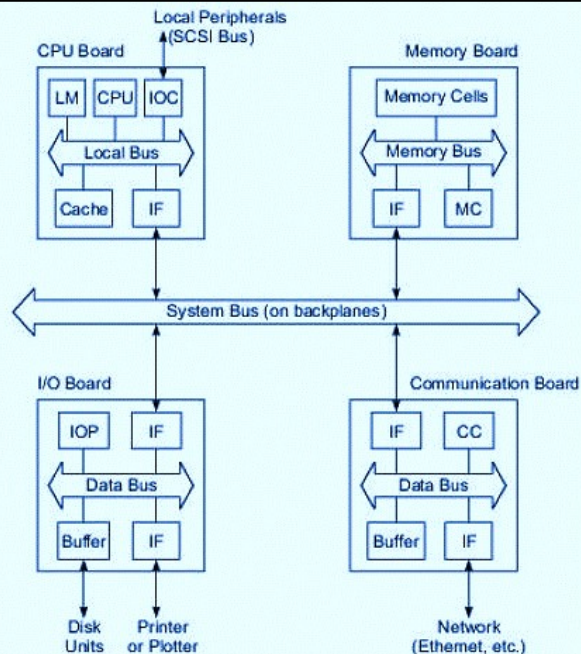 Local Peripherals
(SCSI Bus)
CPU Board
LM CPU IOC
Local Bus
Cache IF
Memory Board
Memory Cells
Memory Bus
IF MC
System Bus (on backplanes)
I/O Board
IOP IF
Data Bus
Buffer IF
Disk
Units
Printer
or Plotter
Communication Board
IF CC
Data Bus
Buffer IF
Network
(Ethernet, etc.)